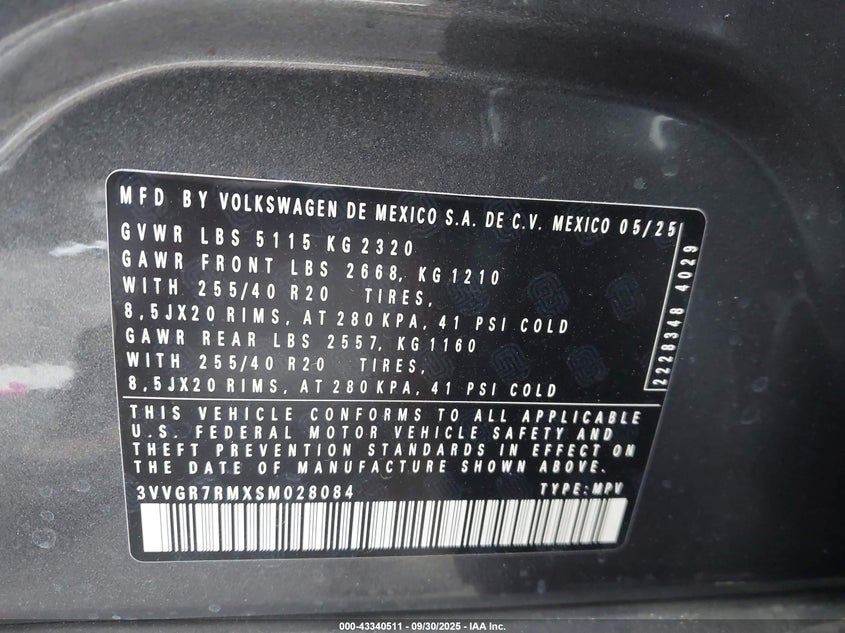 MFD BY VOLKSWAGEN DE MEXICO S.A. DE C.V. MEXICO 05/25
GVWR LBS 5115 KG 2320
GAWR FRONT LBS 2668, KG 1210
WITH 255/40 R20 TIRES,
8,5JX20 RIMS, AT 280 KPA, 41 PSI COLD
GAWR REAR LBS 2557, KG 1160
WITH 255/40 R20 TIRES,
8,5JX20 RIMS, AT 280 KPA, 41 PSI COLD
2228348 4029
THIS VEHICLE CONFORMS TO ALL APPLICABLE
U.S. FEDERAL MOTOR VEHICLE SAFETY AND
THEFT PREVENTION STANDARDS IN EFFECT ON
THE DATE OF MANUFACTURE SHOWN ABOVE.
3VVGR7RMXSM028084 TYPE:MPV
000-43340511 - 09/30/2025 - IAA Inc.